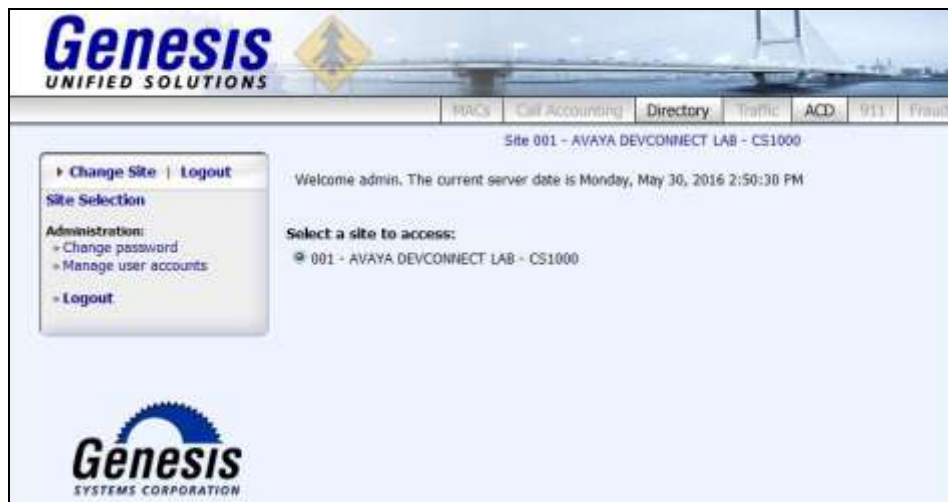 Genesis
UNIFIED SOLUTIONS
MACs Call Accounting Directory Traffic ACD 911 Fraud
Site 001 - AVAYA DEVCONNECT LAB - CS1000
Change Site | Logout
Welcome admin. The current server date is Monday, May 30, 2016 2:50:30 PM
Site Selection
Administration:
» Change password
» Manage user accounts
» Logout
Select a site to access:
001 - AVAYA DEVCONNECT LAB - CS1000
Genesis
SYSTEMS CORPORATION